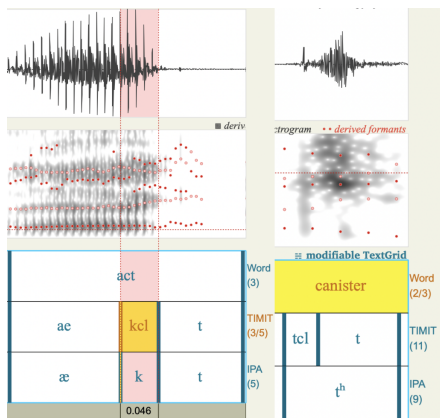 deriv
ctrogram •• derived formants
modifiable TextGrid
act
Word
(3)
ae kcl t
TIMIT
(3/5)
æ k t
IPA
(5)
0.046
canister
Word
(2/3)
tcl t
TIMIT
(11)
tʰ
IPA
(9)